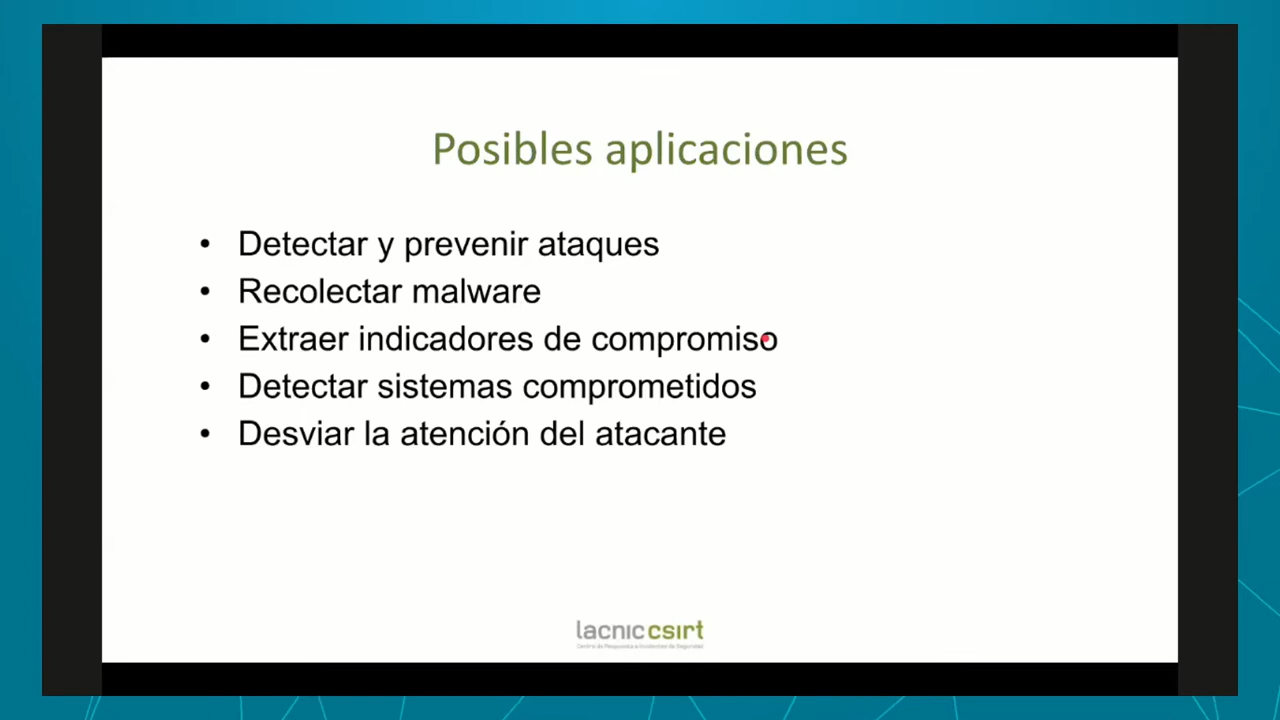 Posibles aplicaciones
• Detectar y prevenir ataques
• Recolectar malware
• Extraer indicadores de compromiso
• Detectar sistemas comprometidos
• Desviar la atención del atacante
lacnic csirt
Centro de Respuesta a Incidentes de Seguridad